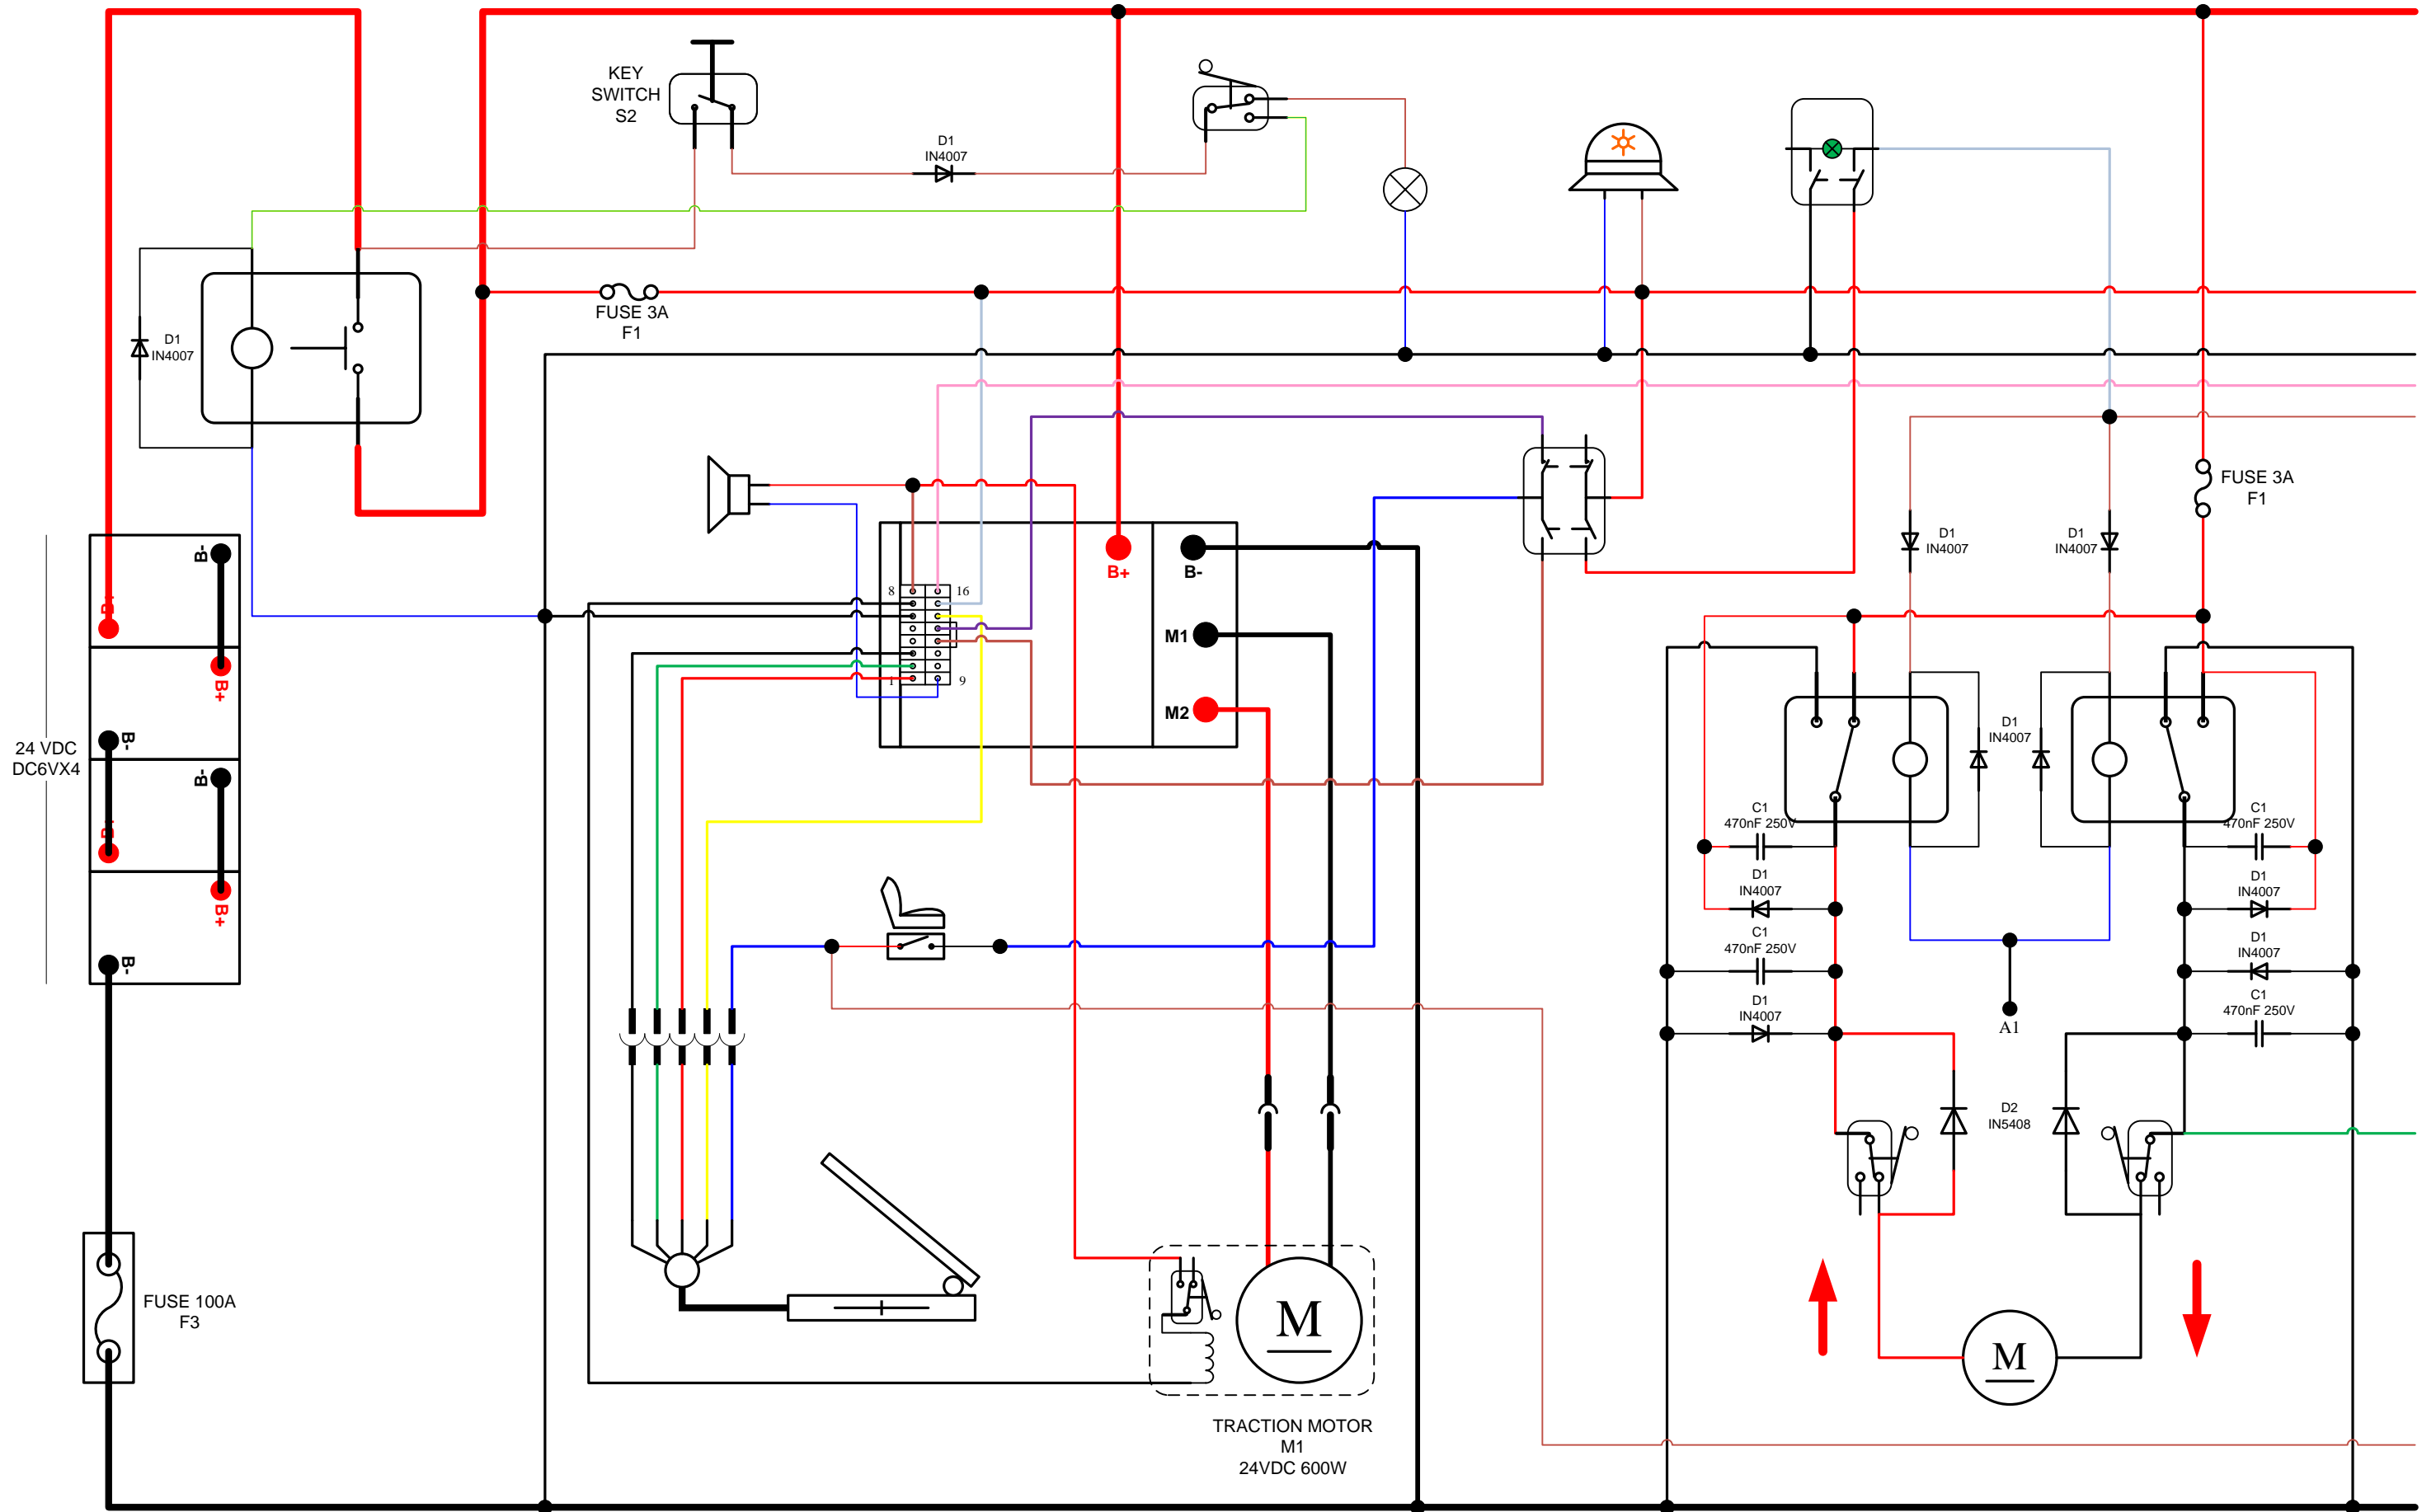 KEY
SWITCH
S2
D1
IN4007
FUSE 3A
F1
D1
IN4007
FUSE 3A
F1
D1
IN4007
D1
IN4007
B+
B-
8
16
M1
1
9
M2
B-
B+
B-
B-
B+
B-
24 VDC
DC6VX4
D1
IN4007
C1
470nF 250V
C1
470nF 250V
D1
IN4007
D1
IN4007
C1
470nF 250V
D1
IN4007
D1
IN4007
C1
470nF 250V
A1
D2
IN5408
FUSE 100A
F3
M
M
TRACTION MOTOR
M1
24VDC 600W